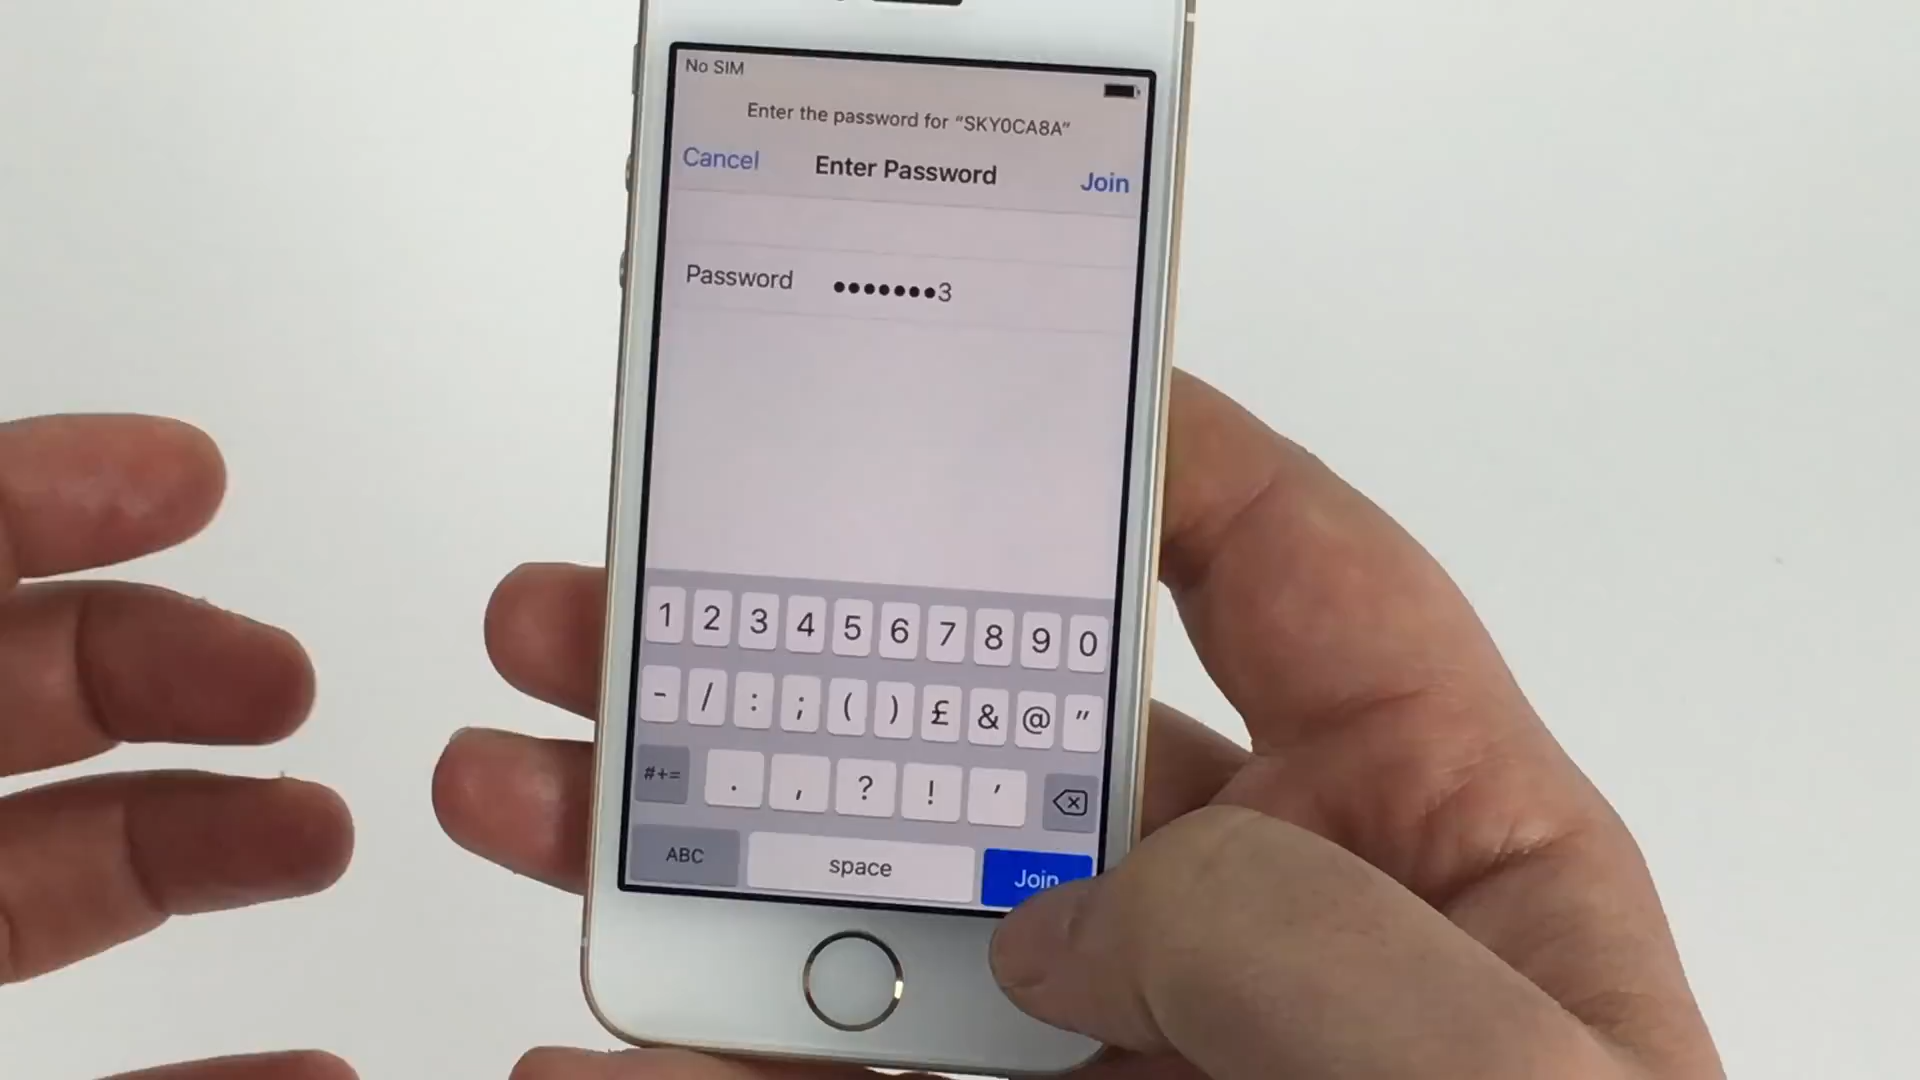 No SIM
Enter the password for “SKY0CA8A”
Cancel Enter Password Join
Password •••••••3
1 2 3 4 5 6 7 8 9 0
- / : ; ( ) £ & @ "
#+= . , ? ! '
ABC space Join